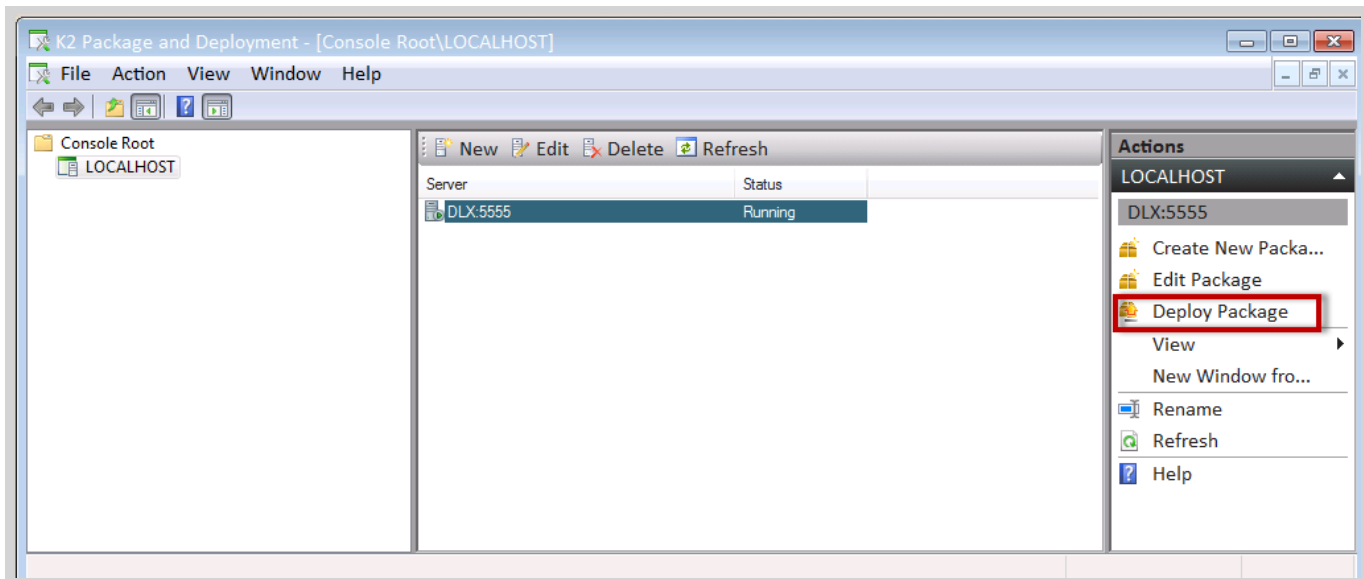 K2 Package and Deployment - [Console Root\LOCALHOST]
File Action View Window Help
Console Root
LOCALHOST
New Edit Delete Refresh
Server Status
DLX:5555 Running
Actions
LOCALHOST
DLX:5555
Create New Packa...
Edit Package
Deploy Package
View
New Window fro...
Rename
Refresh
Help